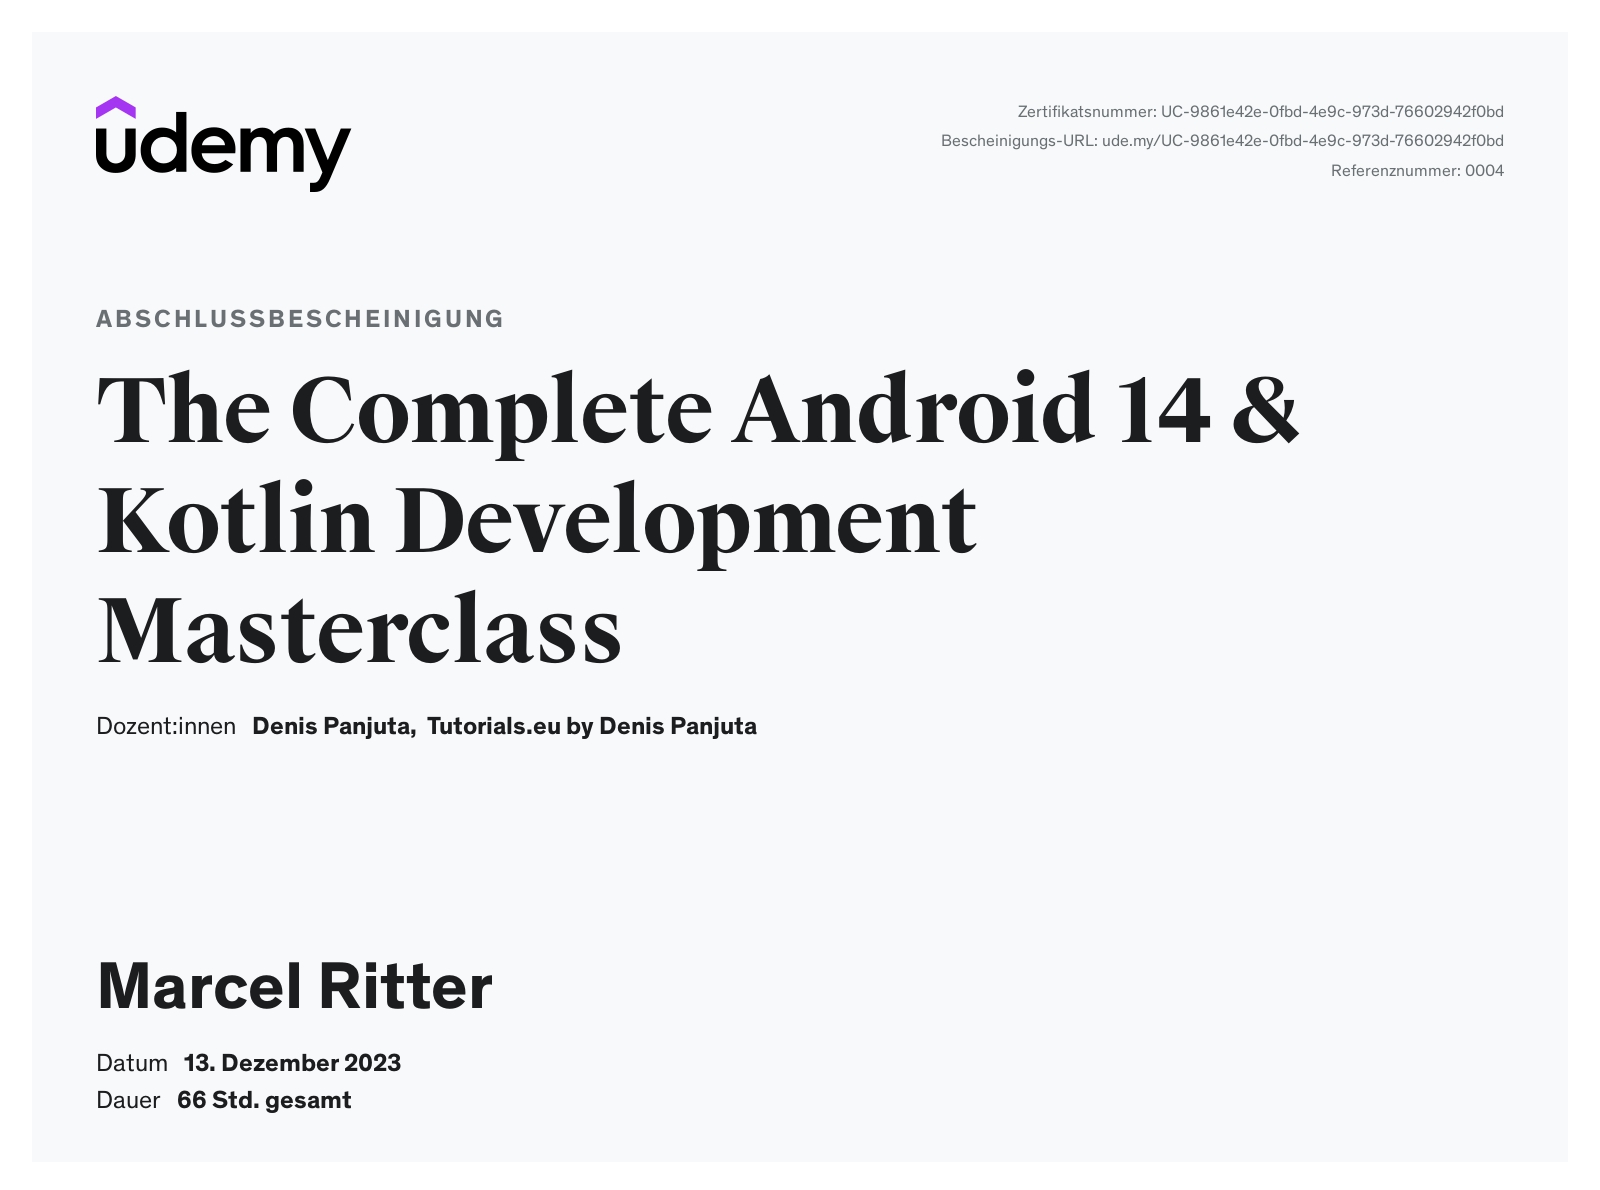 udemy
Zertifikatsnummer: UC-9861e42e-0fbd-4e9c-973d-76602942f0bd
Bescheinigungs-URL: ude.my/UC-9861e42e-0fbd-4e9c-973d-76602942f0bd
Referenznummer: 0004
ABSCHLUSSBESCHEINIGUNG
The Complete Android 14 &
Kotlin Development
Masterclass
Dozent:innen Denis Panjuta, Tutorials.eu by Denis Panjuta
Marcel Ritter
Datum 13. Dezember 2023
Dauer 66 Std. gesamt